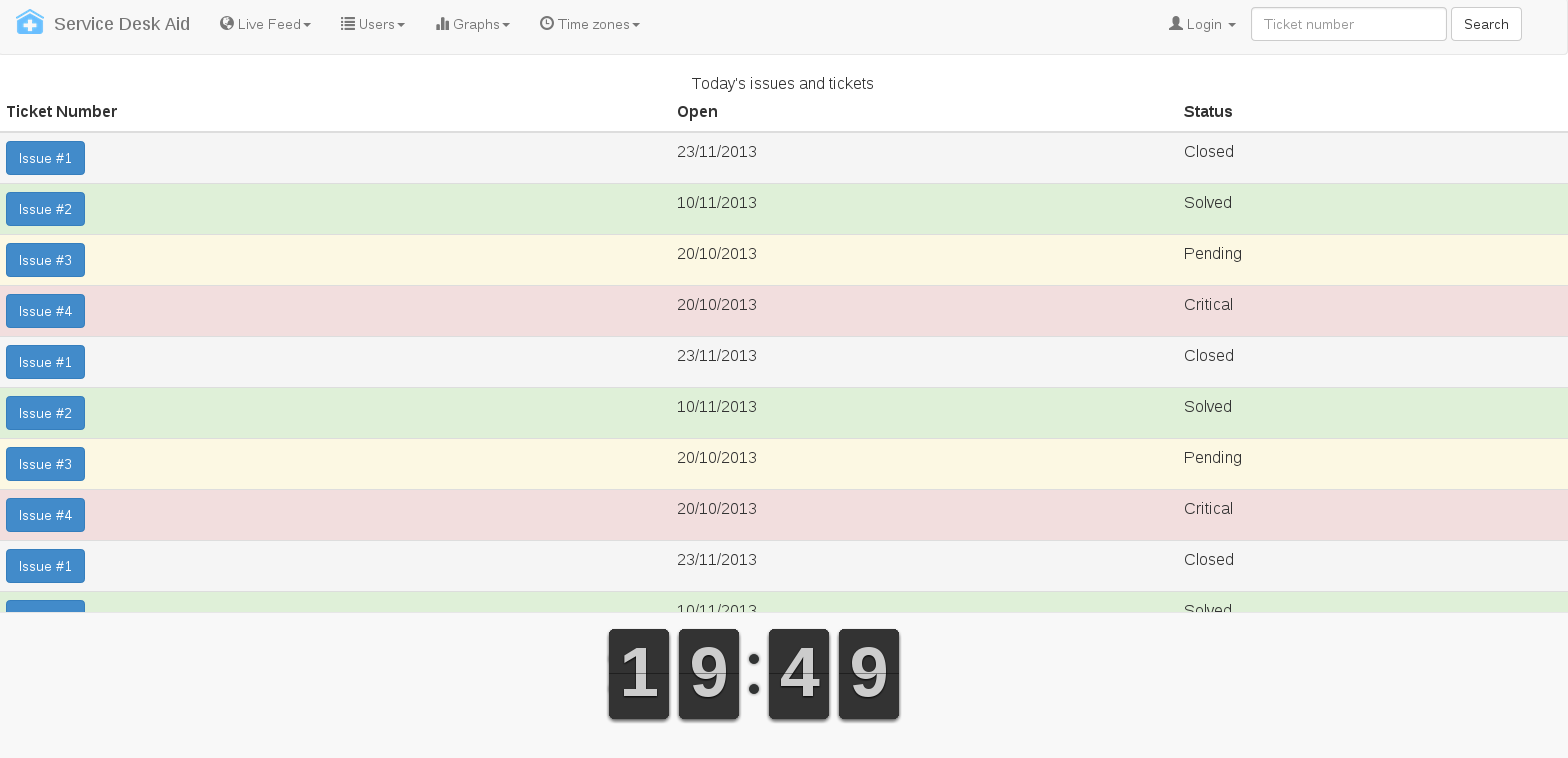 Service Desk Aid Live Feed Users Graphs Time zones Login Ticket number Search
Today's issues and tickets
Ticket Number Open Status
Issue #1 23/11/2013 Closed
Issue #2 10/11/2013 Solved
Issue #3 20/10/2013 Pending
Issue #4 20/10/2013 Critical
Issue #1 23/11/2013 Closed
Issue #2 10/11/2013 Solved
Issue #3 20/10/2013 Pending
Issue #4 20/10/2013 Critical
Issue #1 23/11/2013 Closed
10/11/2013 Solved
19:49